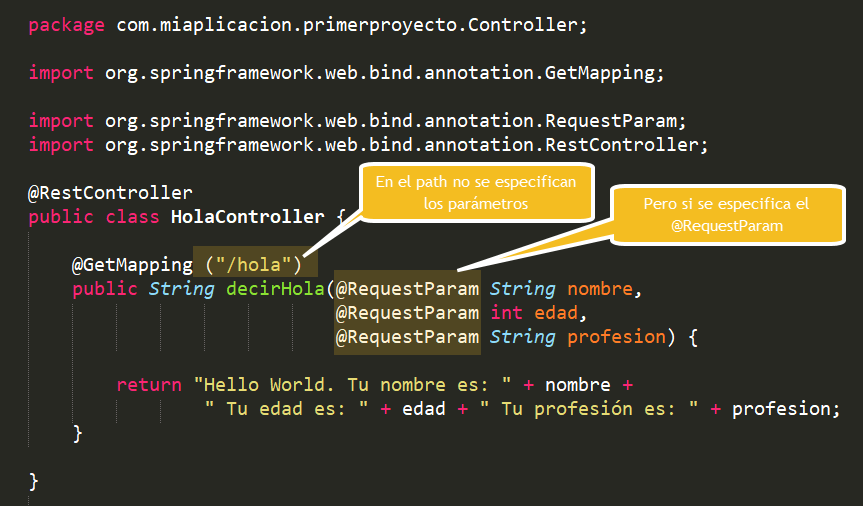 package com.miaplicacion.primerproyecto.Controller;
import org.springframework.web.bind.annotation.GetMapping;
import org.springframework.web.bind.annotation.RequestParam;
import org.springframework.web.bind.annotation.RestController;
En el path no se especifican
los parámetros
@RestController
Pero si se especifica el
@RequestParam
public class HolaController {
@GetMapping ("/hola")
public String decirHola(@RequestParam String nombre,
@RequestParam int edad,
@RequestParam String profesion) {
return "Hello World. Tu nombre es: " + nombre +
" Tu edad es: " + edad + " Tu profesión es: " + profesion;
}
}